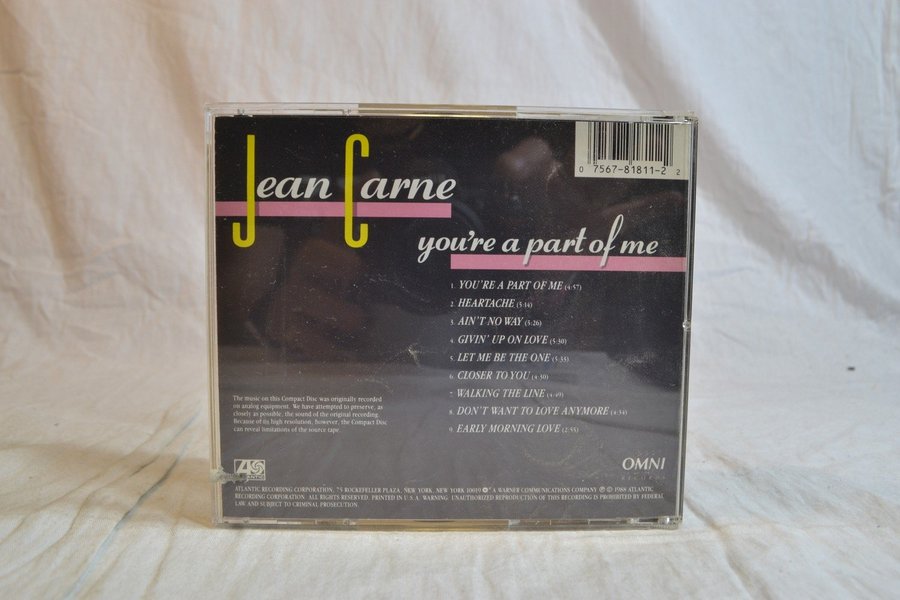 Jean Carne
you're a part of me
0 7567-81811-2 2
1. YOU'RE A PART OF ME (4:57)
2. HEARTACHE (5:14)
3. AIN'T NO WAY (5:26)
4. GIVIN' UP ON LOVE (5:30)
5. LET ME BE THE ONE (5:35)
6. CLOSER TO YOU (4:30)
7. WALKING THE LINE (4:49)
8. DON'T WANT TO LOVE ANYMORE (4:54)
9. EARLY MORNING LOVE (2:55)
The music on this Compact Disc was originally recorded
on analog equipment. We have attempted to preserve, as
closely as possible, the sound of the original recording.
Because of its high resolution, however, the Compact Disc
can reveal limitations of the source tape.
OMNI
RECORDS
ATLANTIC RECORDING CORPORATION, 75 ROCKEFELLER PLAZA, NEW YORK, NEW YORK 10019 A WARNER COMMUNICATIONS COMPANY ℗ © 1988 ATLANTIC
RECORDING CORPORATION. ALL RIGHTS RESERVED. PRINTED IN U.S.A. WARNING: UNAUTHORIZED REPRODUCTION OF THIS RECORDING IS PROHIBITED BY FEDERAL
LAW AND SUBJECT TO CRIMINAL PROSECUTION.